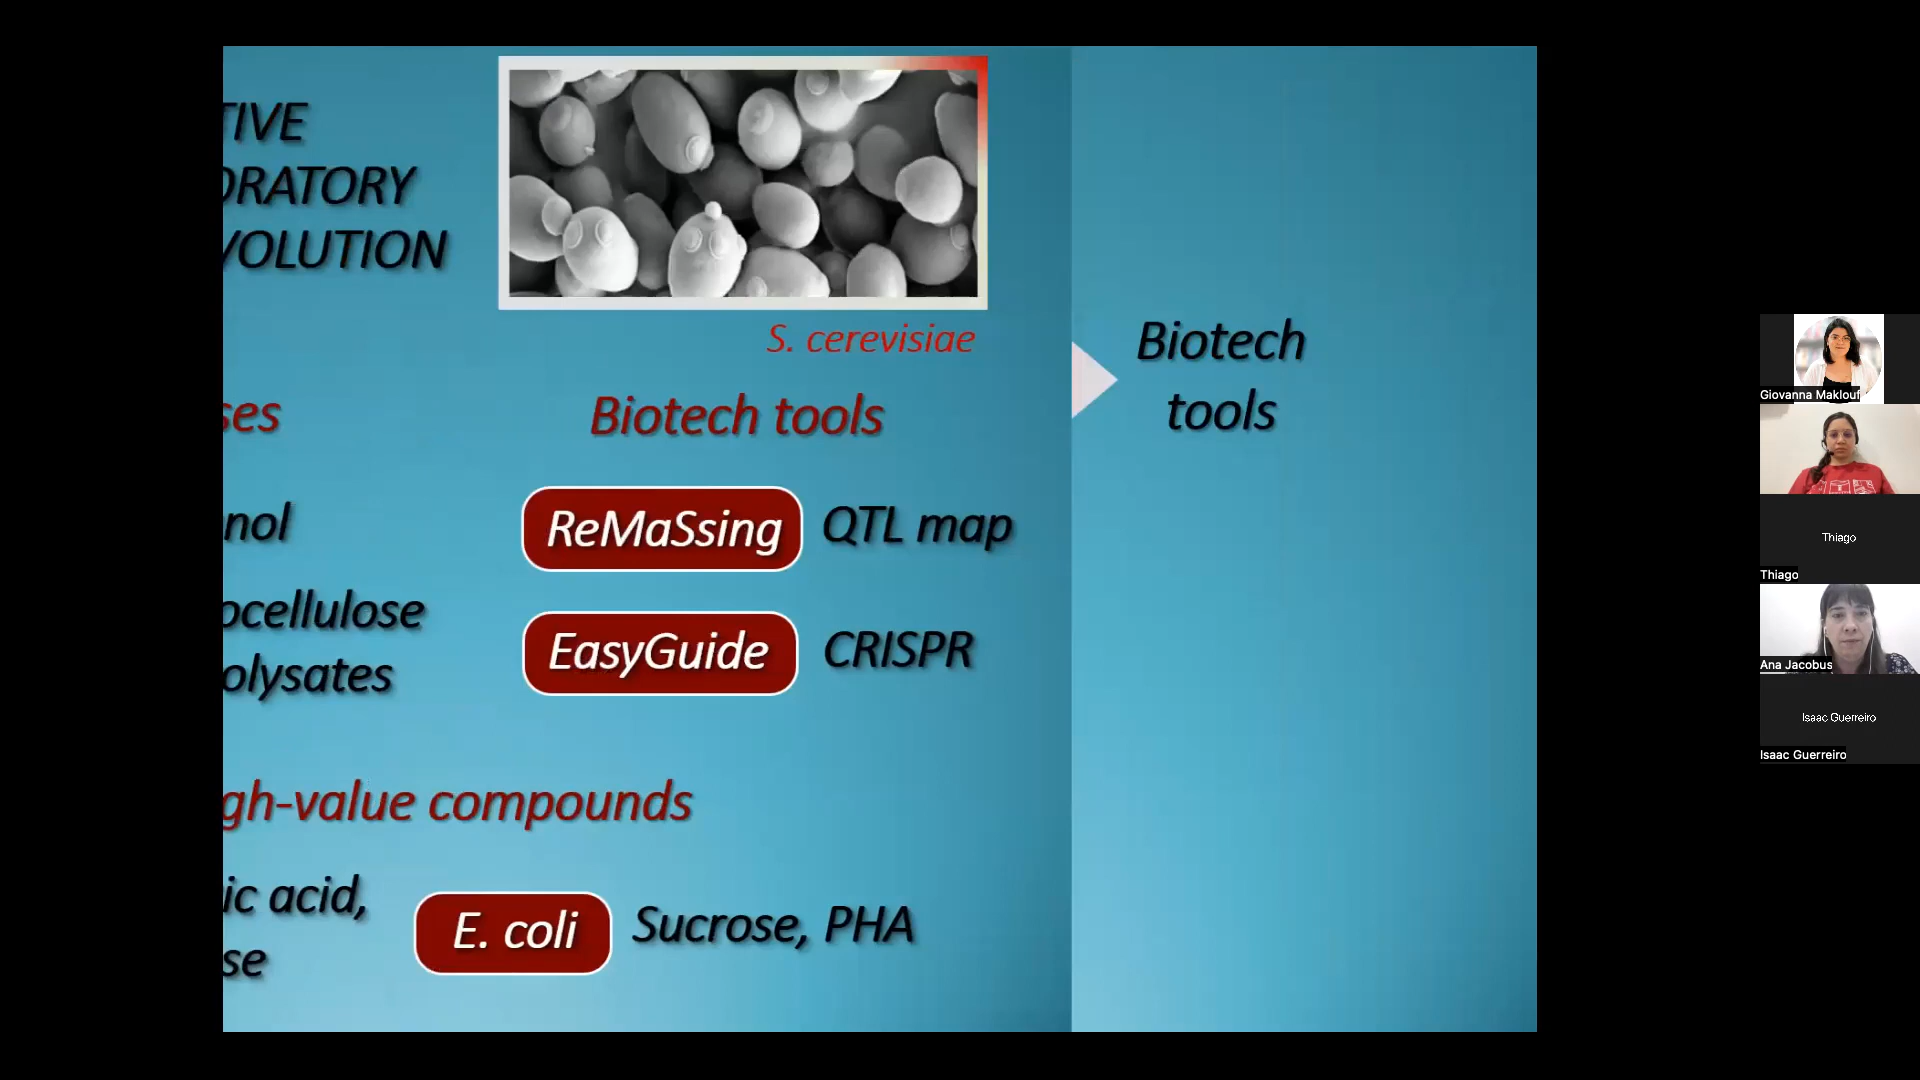 TIVE
ORATORY
VOLUTION
S. cerevisiae
ses
Biotech tools
nol
ReMaSsing
QTL map
ocellulose
olysates
EasyGuide
CRISPR
gh-value compounds
ic acid,
se
E. coli
Sucrose, PHA
Biotech
tools
Giovanna Maklouf
Thiago
Thiago
Ana Jacobus
Isaac Guerreiro
Isaac Guerreiro